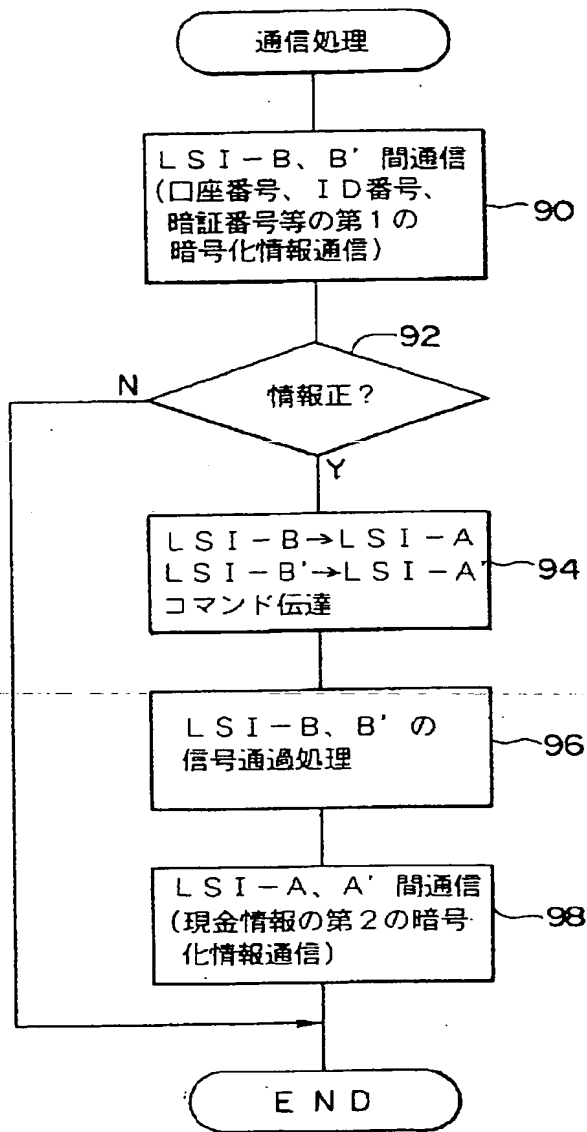 通信処理
LSI-B、B' 間通信
(口座番号、ID番号、
暗証番号等の第1の
暗号化情報通信)
90
92
情報正?
N
Y
LSI-B→LSI-A
LSI-B'→LSI-A'
コマンド伝達
94
LSI-B、B' の
信号通過処理
96
LSI-A、A' 間通信
(現金情報の第2の暗号
化情報通信)
98
END